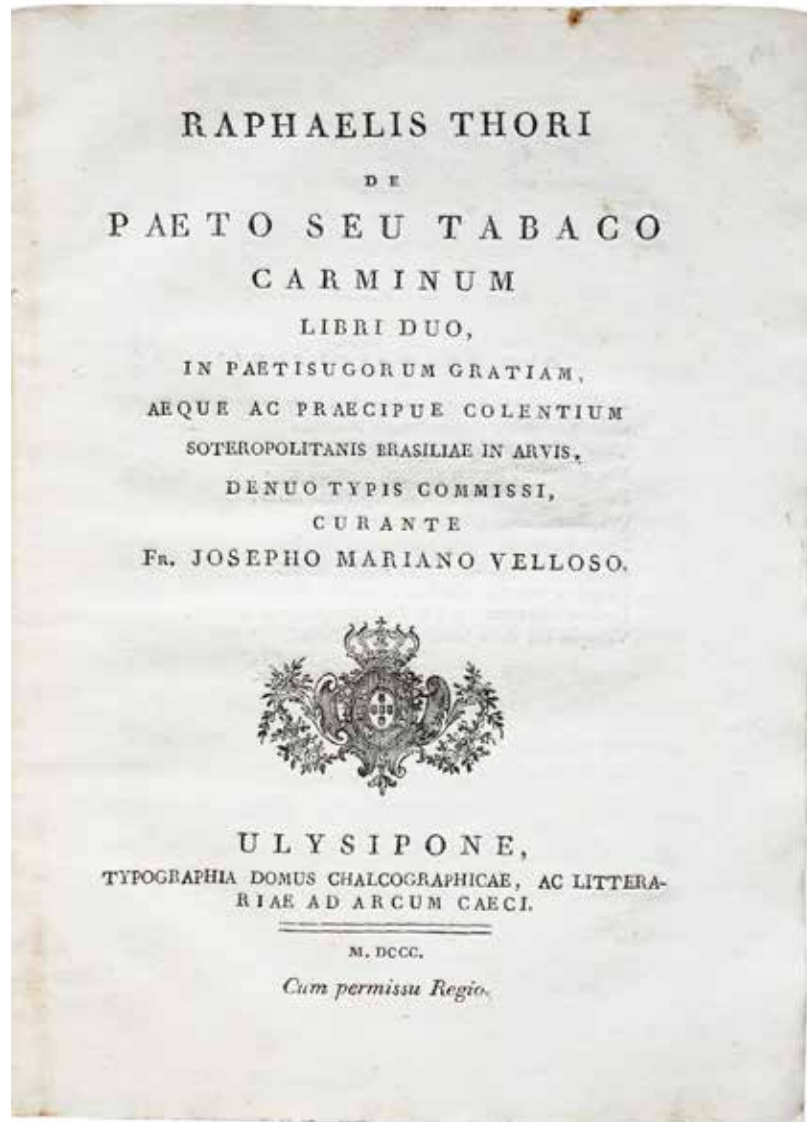 RAPHAELIS THORI
DE
PAETO SEU TABACO
CARMINUM
LIBRI DUO,
IN PAETISUGORUM GRATIAM,
AEQUE AC PRAECIPUE COLENTIUM
SOTEROPOLITANIS BRASILIAE IN ARVIS,
DENUO TYPIS COMMISSI,
CURANTE
FR. JOSEPHO MARIANO VELLOSO.
ULYSIPONE,
TYPOGRAPHIA DOMUS CHALCOGRAPHICAE, AC LITTERA-
RIAE AD ARCUM CAECI.
M. DCCC.
Cum permissu Regio.